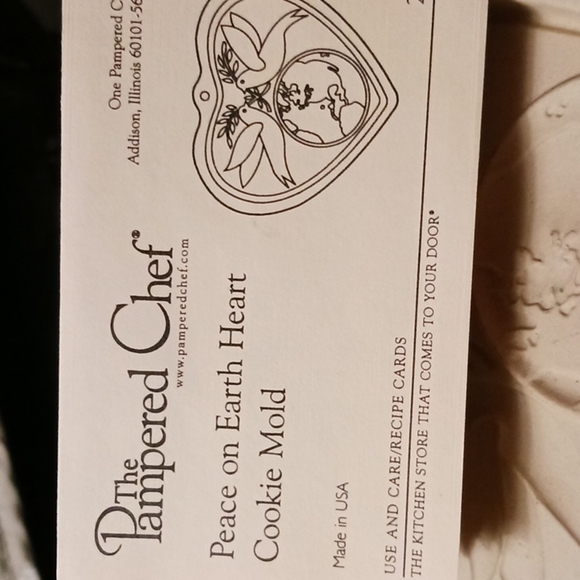 The
Pampered Chef®
www.pamperedchef.com
One Pampered C
Addison, Illinois 60101-56
Peace on Earth Heart
Cookie Mold
Made in USA
USE AND CARE/RECIPE CARDS
THE KITCHEN STORE THAT COMES TO YOUR DOOR®